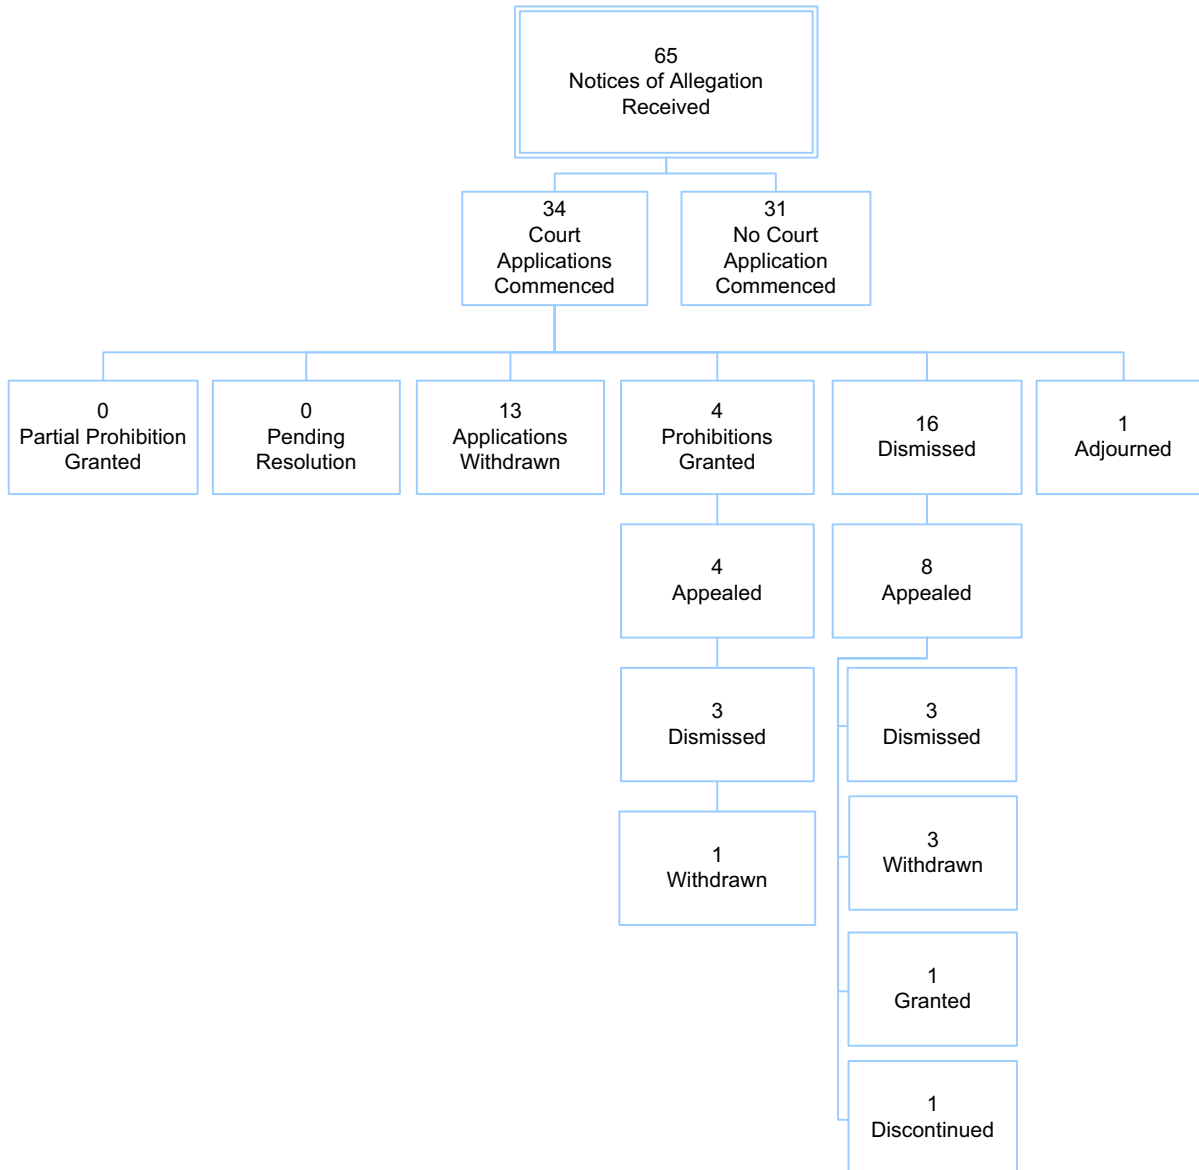 65
Notices of Allegation
Received
34
Court
Applications
Commenced
31
No Court
Application
Commenced
0
Partial Prohibition
Granted
0
Pending
Resolution
13
Applications
Withdrawn
4
Prohibitions
Granted
16
Dismissed
1
Adjourned
4
Appealed
8
Appealed
3
Dismissed
3
Dismissed
1
Withdrawn
3
Withdrawn
1
Granted
1
Discontinued